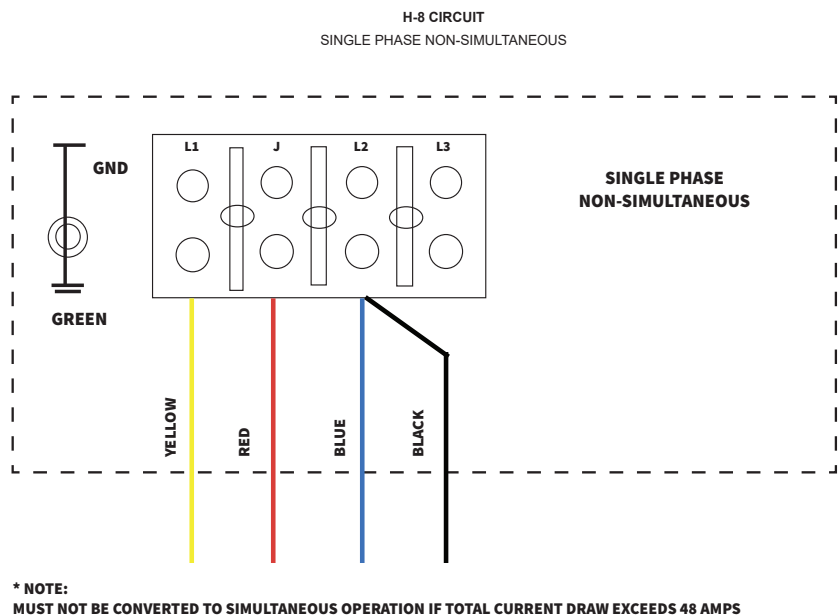 H-8 CIRCUIT
SINGLE PHASE NON-SIMULTANEOUS
L1 J L2 L3
GND
SINGLE PHASE
NON-SIMULTANEOUS
GREEN
YELLOW
RED
BLUE
BLACK
* NOTE:
MUST NOT BE CONVERTED TO SIMULTANEOUS OPERATION IF TOTAL CURRENT DRAW EXCEEDS 48 AMPS